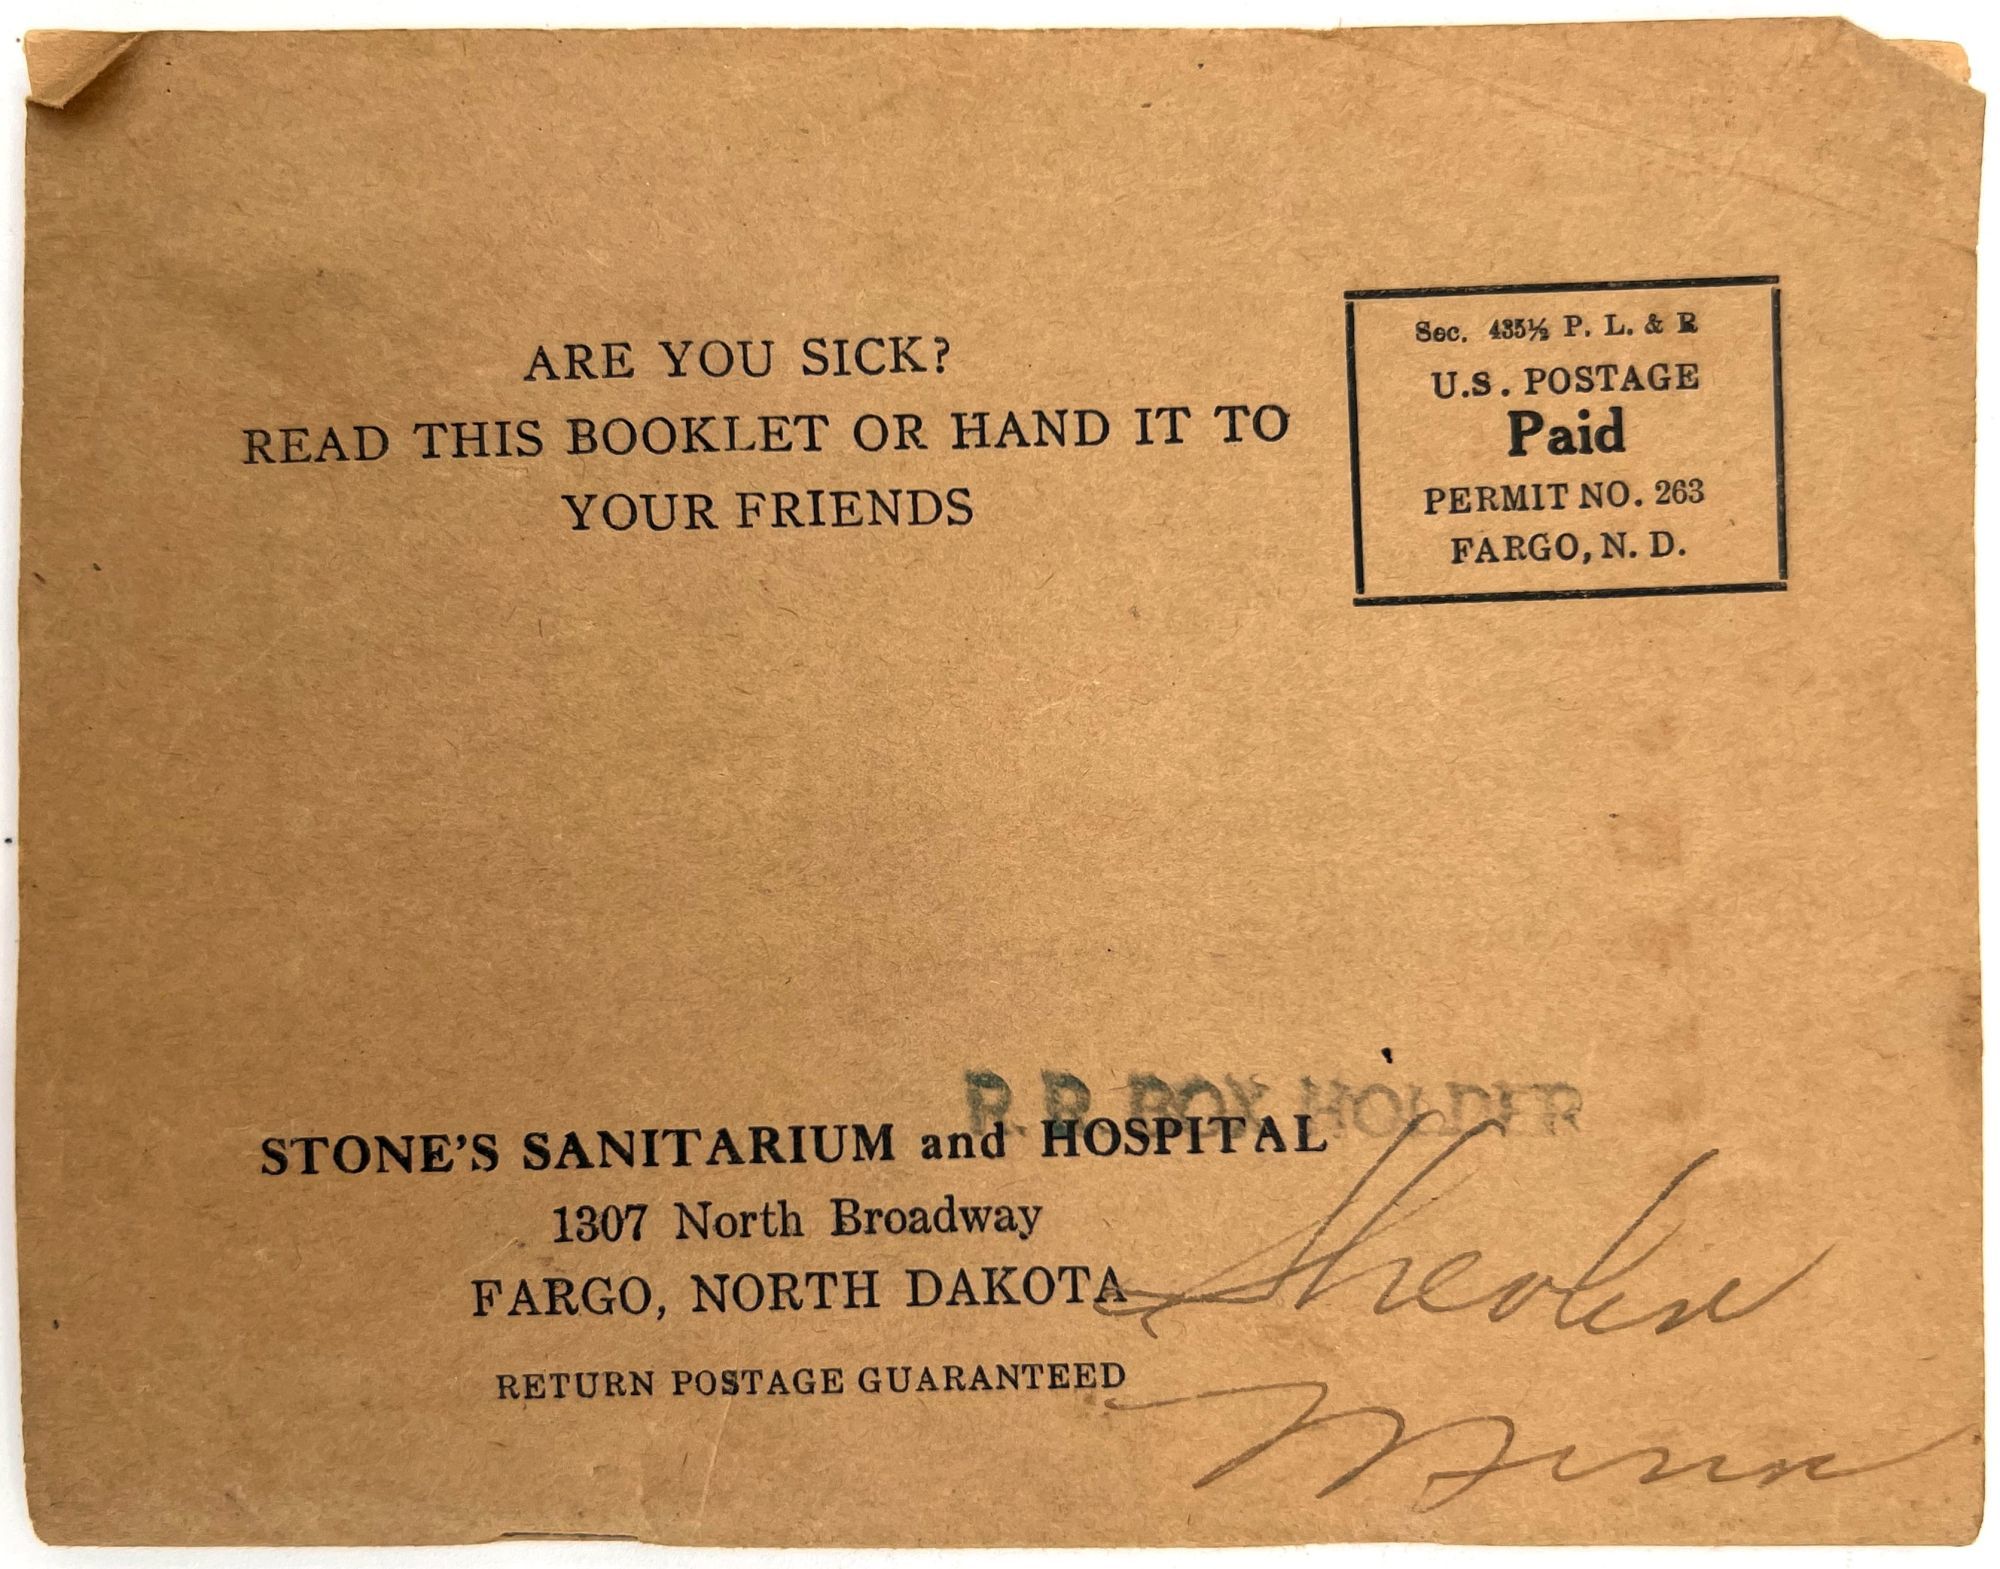 ARE YOU SICK?
READ THIS BOOKLET OR HAND IT TO
YOUR FRIENDS
Sec. 435½ P. L. & R
U.S. POSTAGE
Paid
PERMIT NO. 263
FARGO, N. D.
R. R. BOX HOLDER
STONE'S SANITARIUM and HOSPITAL
1307 North Broadway
FARGO, NORTH DAKOTA
RETURN POSTAGE GUARANTEED
Shevlin
Minn